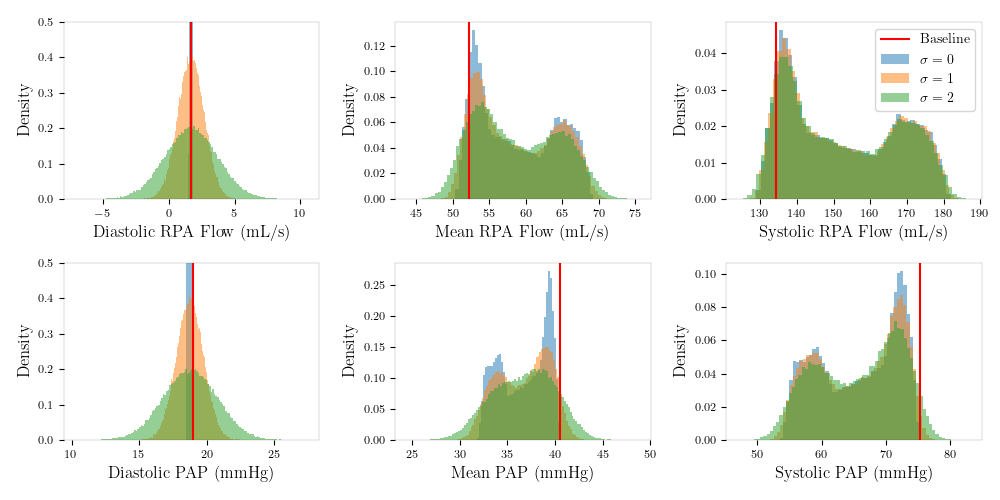 0.5
0.4
0.3
0.2
0.1
0.0
Density
−5 0 5 10
Diastolic RPA Flow (mL/s)
0.12
0.10
0.08
0.06
0.04
0.02
0.00
Density
45 50 55 60 65 70 75
Mean RPA Flow (mL/s)
0.04
0.03
0.02
0.01
0.00
Density
130 140 150 160 170 180 190
Systolic RPA Flow (mL/s)
Baseline
σ = 0
σ = 1
σ = 2
0.5
0.4
0.3
0.2
0.1
0.0
Density
10 15 20 25
Diastolic PAP (mmHg)
0.25
0.20
0.15
0.10
0.05
0.00
Density
25 30 35 40 45 50
Mean PAP (mmHg)
0.10
0.08
0.06
0.04
0.02
0.00
Density
50 60 70 80
Systolic PAP (mmHg)